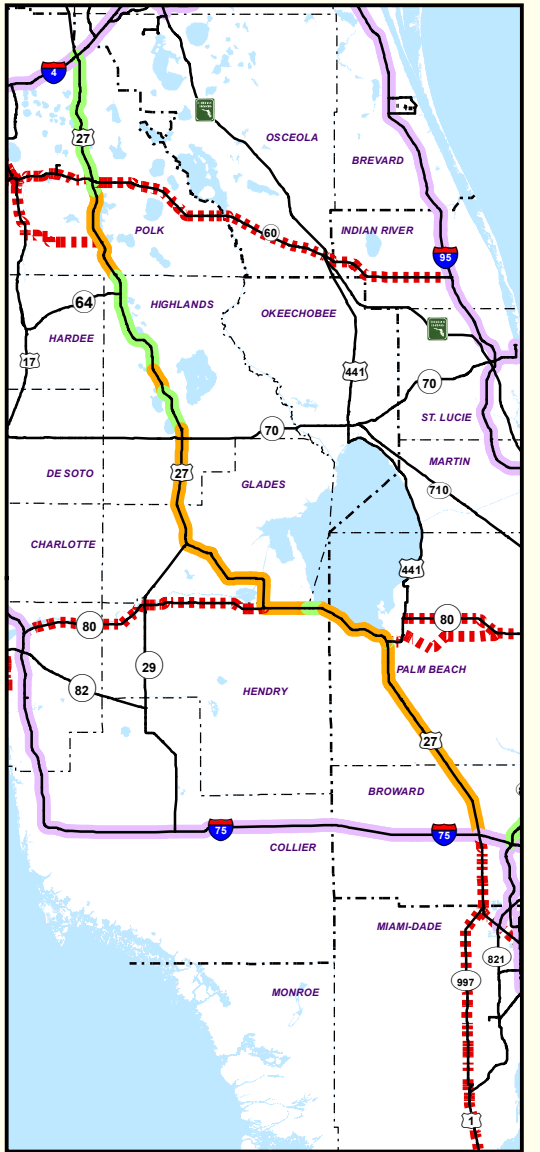 4
OSCEOLA
27
BREVARD
60
POLK
INDIAN RIVER
95
64
HIGHLANDS
OKEECHOBEE
HARDEE
17
441
70
ST. LUCIE
70
MARTIN
DE SOTO
27
GLADES
710
CHARLOTTE
441
80
80
29
PALM BEACH
82
HENDRY
27
BROWARD
75
75
COLLIER
MIAMI-DADE
821
997
MONROE
1